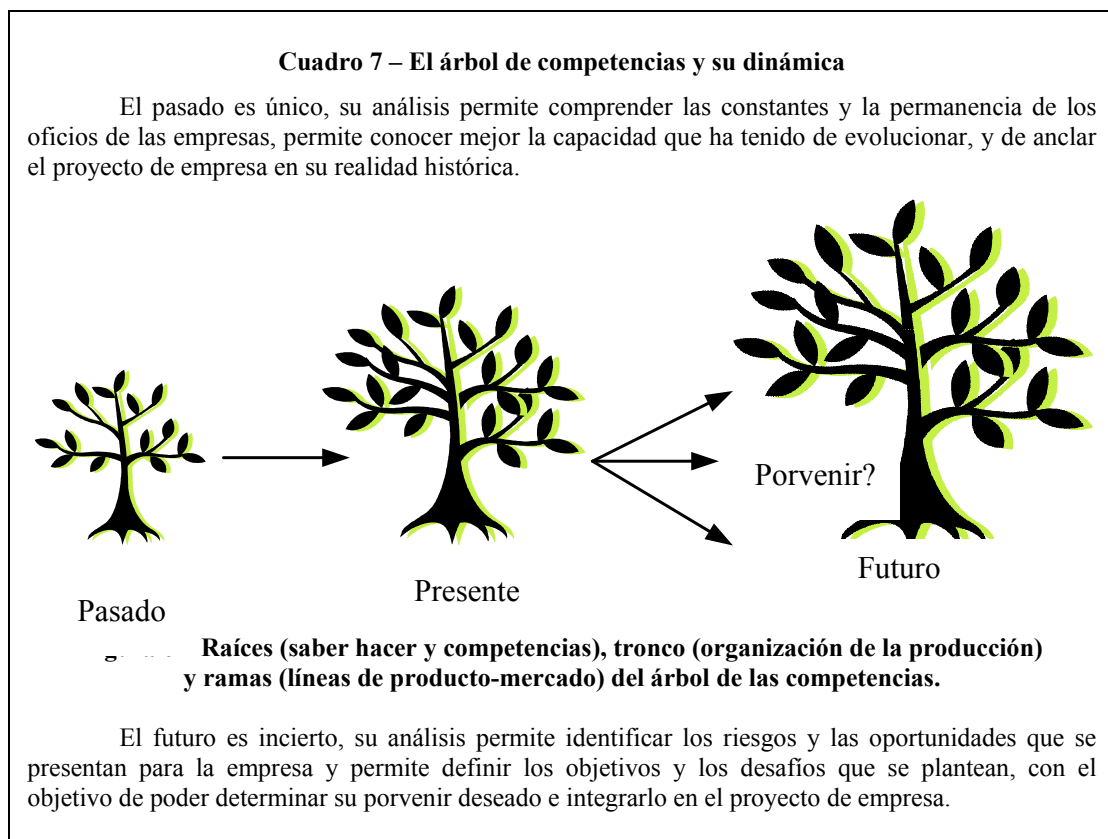 Cuadro 7 – El árbol de competencias y su dinámica
El pasado es único, su análisis permite comprender las constantes y la permanencia de los
oficios de las empresas, permite conocer mejor la capacidad que ha tenido de evolucionar, y de anclar
el proyecto de empresa en su realidad histórica.
Porvenir?
Futuro
Presente
Pasado
Raíces (saber hacer y competencias), tronco (organización de la producción)
y ramas (líneas de producto-mercado) del árbol de las competencias.
El futuro es incierto, su análisis permite identificar los riesgos y las oportunidades que se
presentan para la empresa y permite definir los objetivos y los desafíos que se plantean, con el
objetivo de poder determinar su porvenir deseado e integrarlo en el proyecto de empresa.